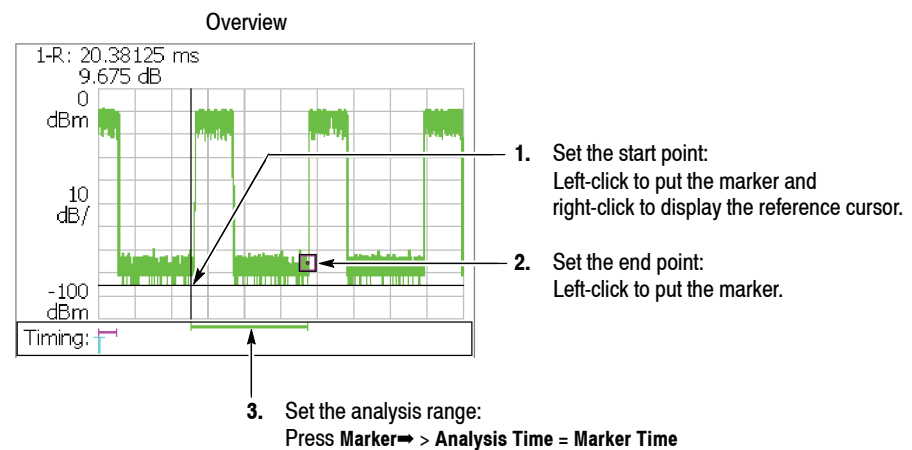 Overview
1-R: 20.38125 ms
9.675 dB
0
dBm
10
dB/
-100
dBm
Timing:
1. Set the start point:
Left-click to put the marker and
right-click to display the reference cursor.
2. Set the end point:
Left-click to put the marker.
3. Set the analysis range:
Press Marker➡ > Analysis Time = Marker Time